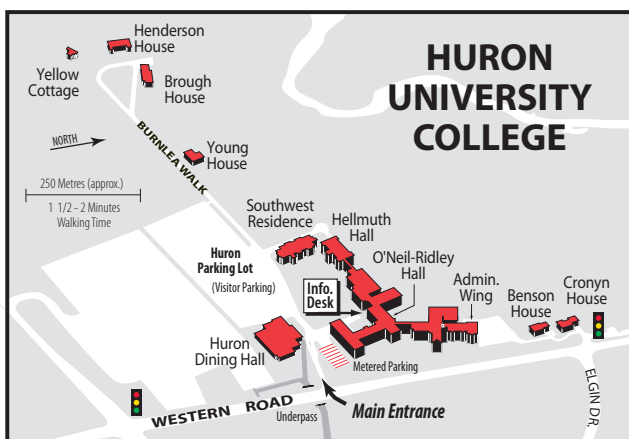 HURON
UNIVERSITY
COLLEGE
Henderson
House
Yellow
Cottage
Brough
House
NORTH
BURNLEA WALK
Young
House
250 Metres (approx.)
1 1/2 - 2 Minutes
Walking Time
Southwest
Residence
Hellmuth
Hall
Huron
Parking Lot
(Visitor Parking)
Info.
Desk
O'Neil-Ridley
Hall
Admin.
Wing
Benson
House
Cronyn
House
Huron
Dining Hall
Metered Parking
ELGIN DR.
WESTERN ROAD
Underpass
Main Entrance